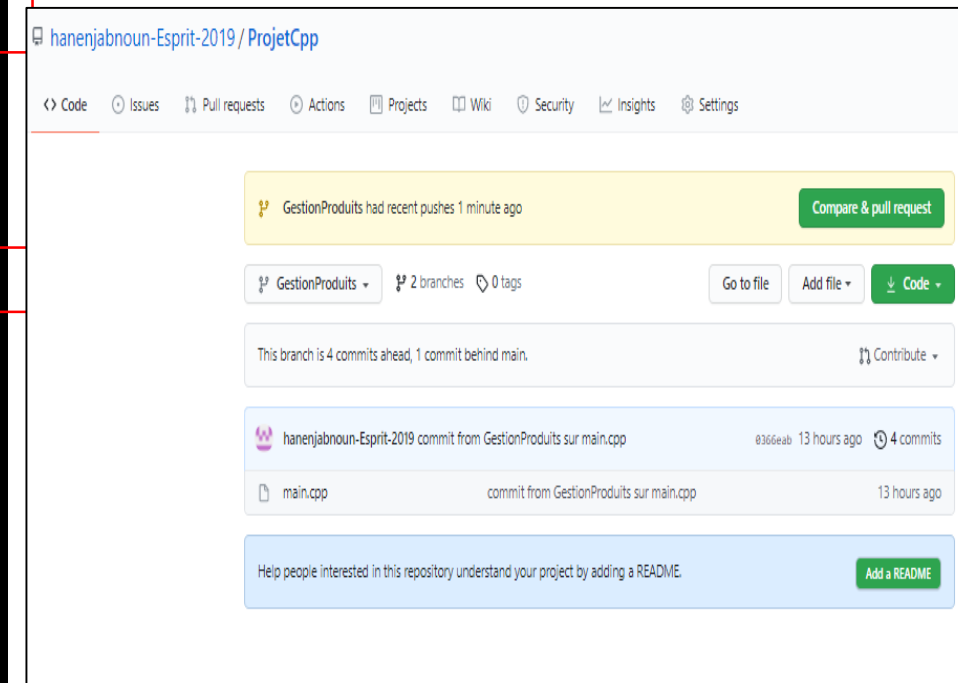 hanenjabnoun-Esprit-2019 / ProjetCpp
<> Code Issues Pull requests Actions Projects Wiki Security Insights Settings
GestionProduits had recent pushes 1 minute ago Compare & pull request
GestionProduits 2 branches 0 tags Go to file Add file Code
This branch is 4 commits ahead, 1 commit behind main. Contribute
hanenjabnoun-Esprit-2019 commit from GestionProduits sur main.cpp 0366eab 13 hours ago 4 commits
main.cpp commit from GestionProduits sur main.cpp 13 hours ago
Help people interested in this repository understand your project by adding a README. Add a README